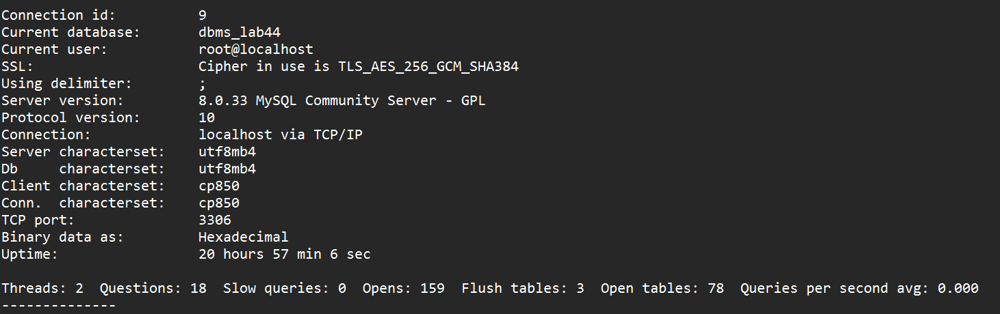 Connection id:          9
Current database:       dbms_lab44
Current user:           root@localhost
SSL:                    Cipher in use is TLS_AES_256_GCM_SHA384
Using delimiter:        ;
Server version:         8.0.33 MySQL Community Server - GPL
Protocol version:       10
Connection:             localhost via TCP/IP
Server characterset:    utf8mb4
Db     characterset:    utf8mb4
Client characterset:    cp850
Conn.  characterset:    cp850
TCP port:               3306
Binary data as:         Hexadecimal
Uptime:                 20 hours 57 min 6 sec

Threads: 2  Questions: 18  Slow queries: 0  Opens: 159  Flush tables: 3  Open tables: 78  Queries per second avg: 0.000
--------------